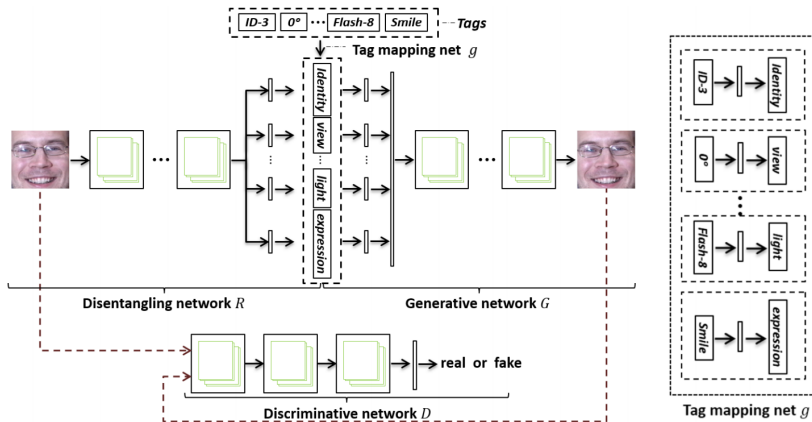 ID-3 0° ... Flash-8 Smile Tags
Tag mapping net g
Identity
view
light
expression
Disentangling network R
Generative network G
real or fake
Discriminative network D
ID-3 Identity
0° view
Flash-8 light
Smile expression
Tag mapping net g